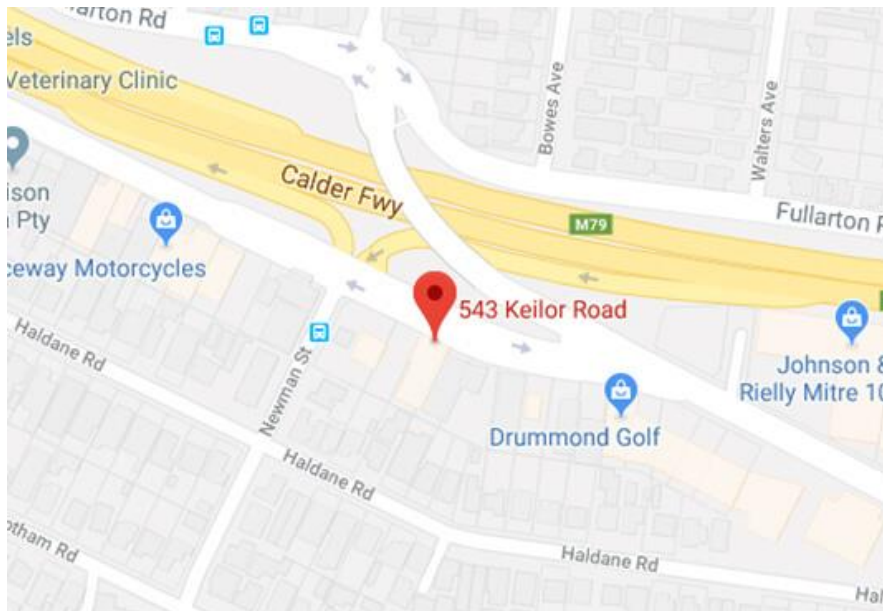 arton Rd
els
Veterinary Clinic
Bowes Ave
Walters Ave
ison
Pty
Calder Fwy
M79
Fullarton R
ceway Motorcycles
543 Keilor Road
Haldane Rd
Newman St
Johnson &
Rielly Mitre 10
Drummond Golf
Haldane Rd
otham Rd
Haldane Rd
Hal